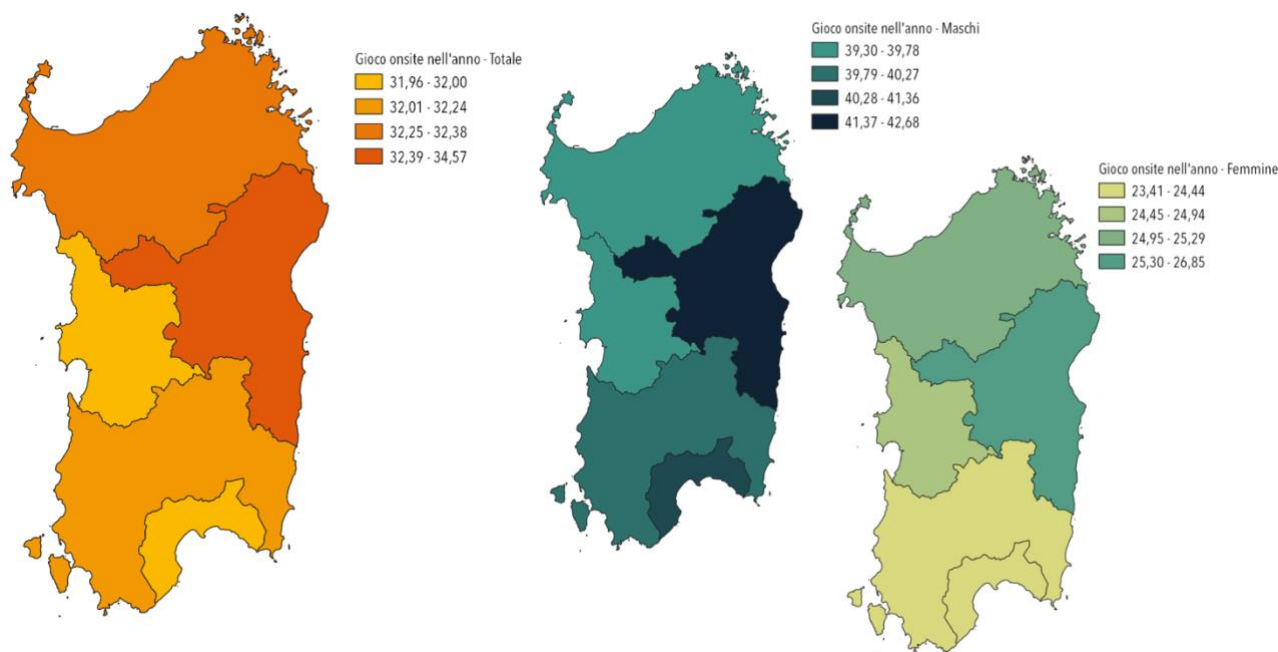 Gioco onsite nell'anno - Totale
31,96 - 32,00
32,01 - 32,24
32,25 - 32,38
32,39 - 34,57
Gioco onsite nell'anno - Maschi
39,30 - 39,78
39,79 - 40,27
40,28 - 41,36
41,37 - 42,68
Gioco onsite nell'anno - Femmine
23,41 - 24,44
24,45 - 24,94
24,95 - 25,29
25,30 - 26,85